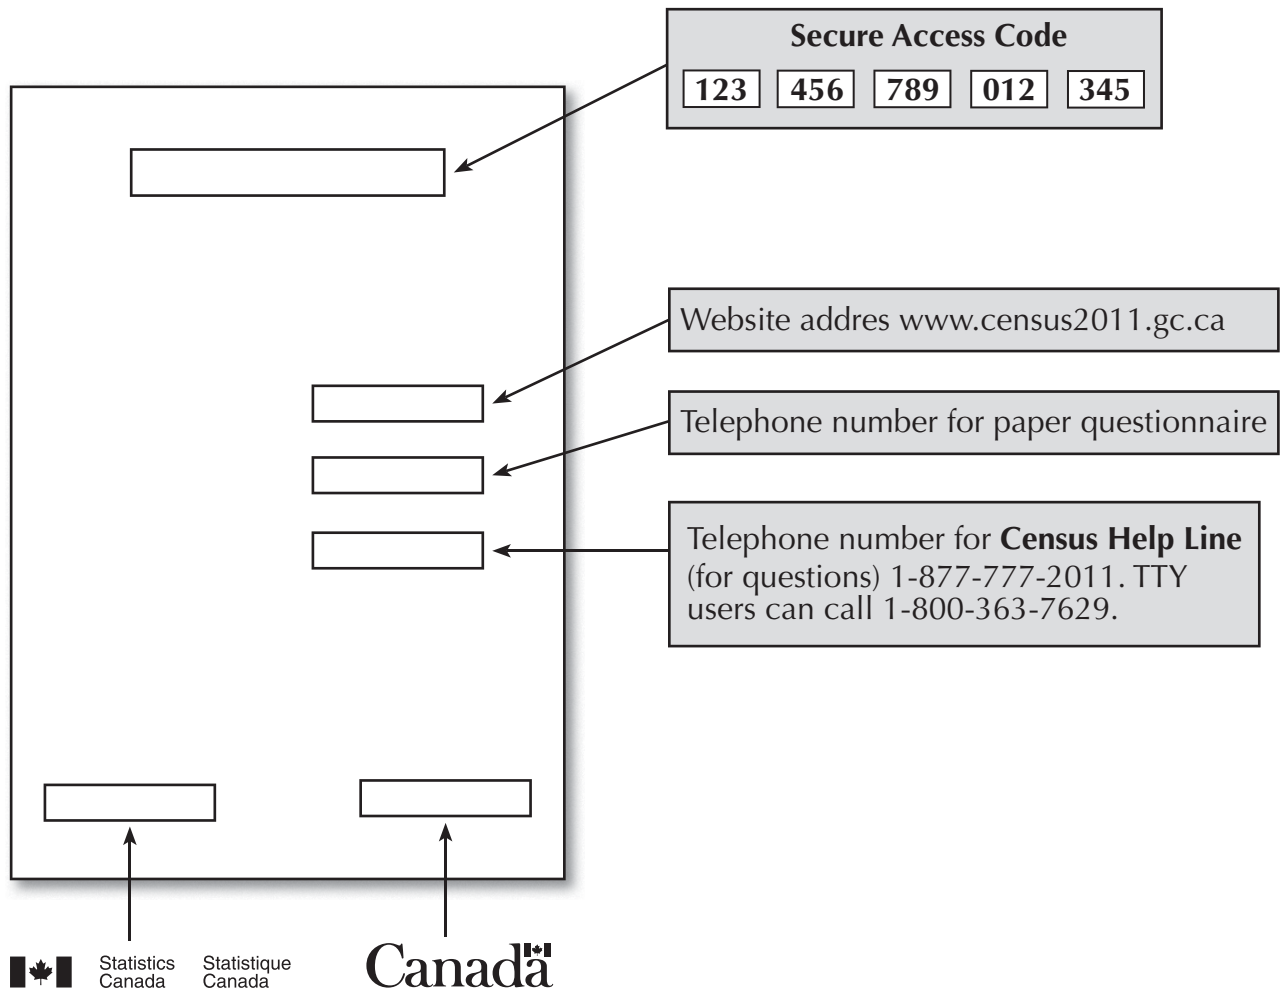 Secure Access Code
123 456 789 012 345
Website addres www.census2011.gc.ca
Telephone number for paper questionnaire
Telephone number for Census Help Line
(for questions) 1-877-777-2011. TTY
users can call 1-800-363-7629.
Statistics Statistique
Canada Canada
Canada